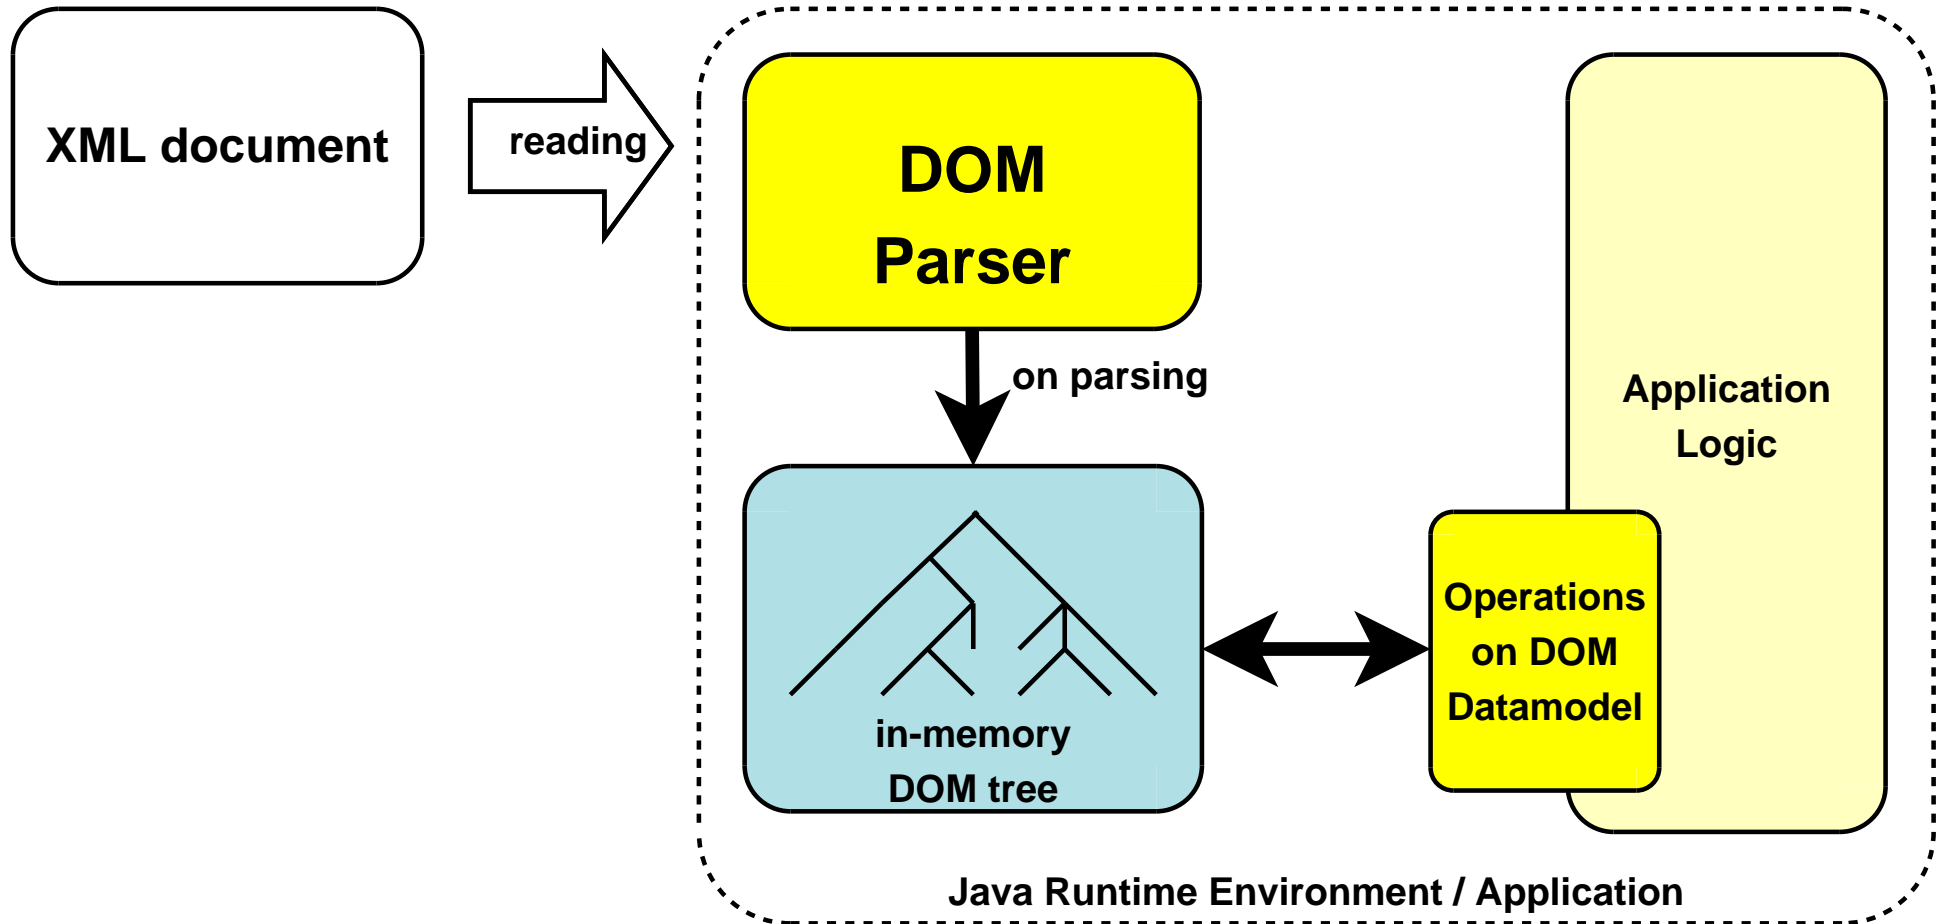 XML document
reading
DOM
Parser
on parsing
Application
Logic
Operations
on DOM
Datamodel
in-memory
DOM tree
Java Runtime Environment / Application